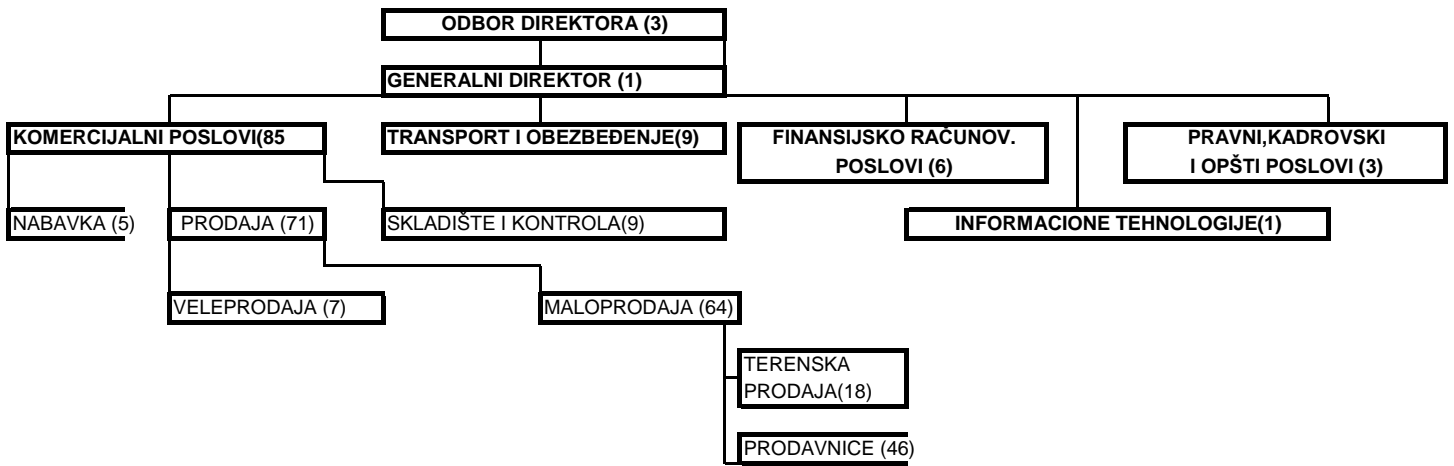 ODBOR DIREKTORA (3)
GENERALNI DIREKTOR (1)
KOMERCIJALNI POSLOVI(85
TRANSPORT I OBEZBEĐENJE(9)
FINANSIJSKO RAČUNOV.
POSLOVI (6)
PRAVNI,KADROVSKI
I OPŠTI POSLOVI (3)
NABAVKA (5)
PRODAJA (71)
SKLADIŠTE I KONTROLA(9)
INFORMACIONE TEHNOLOGIJE(1)
VELEPRODAJA (7)
MALOPRODAJA (64)
TERENSKA
PRODAJA(18)
PRODAVNICE (46)